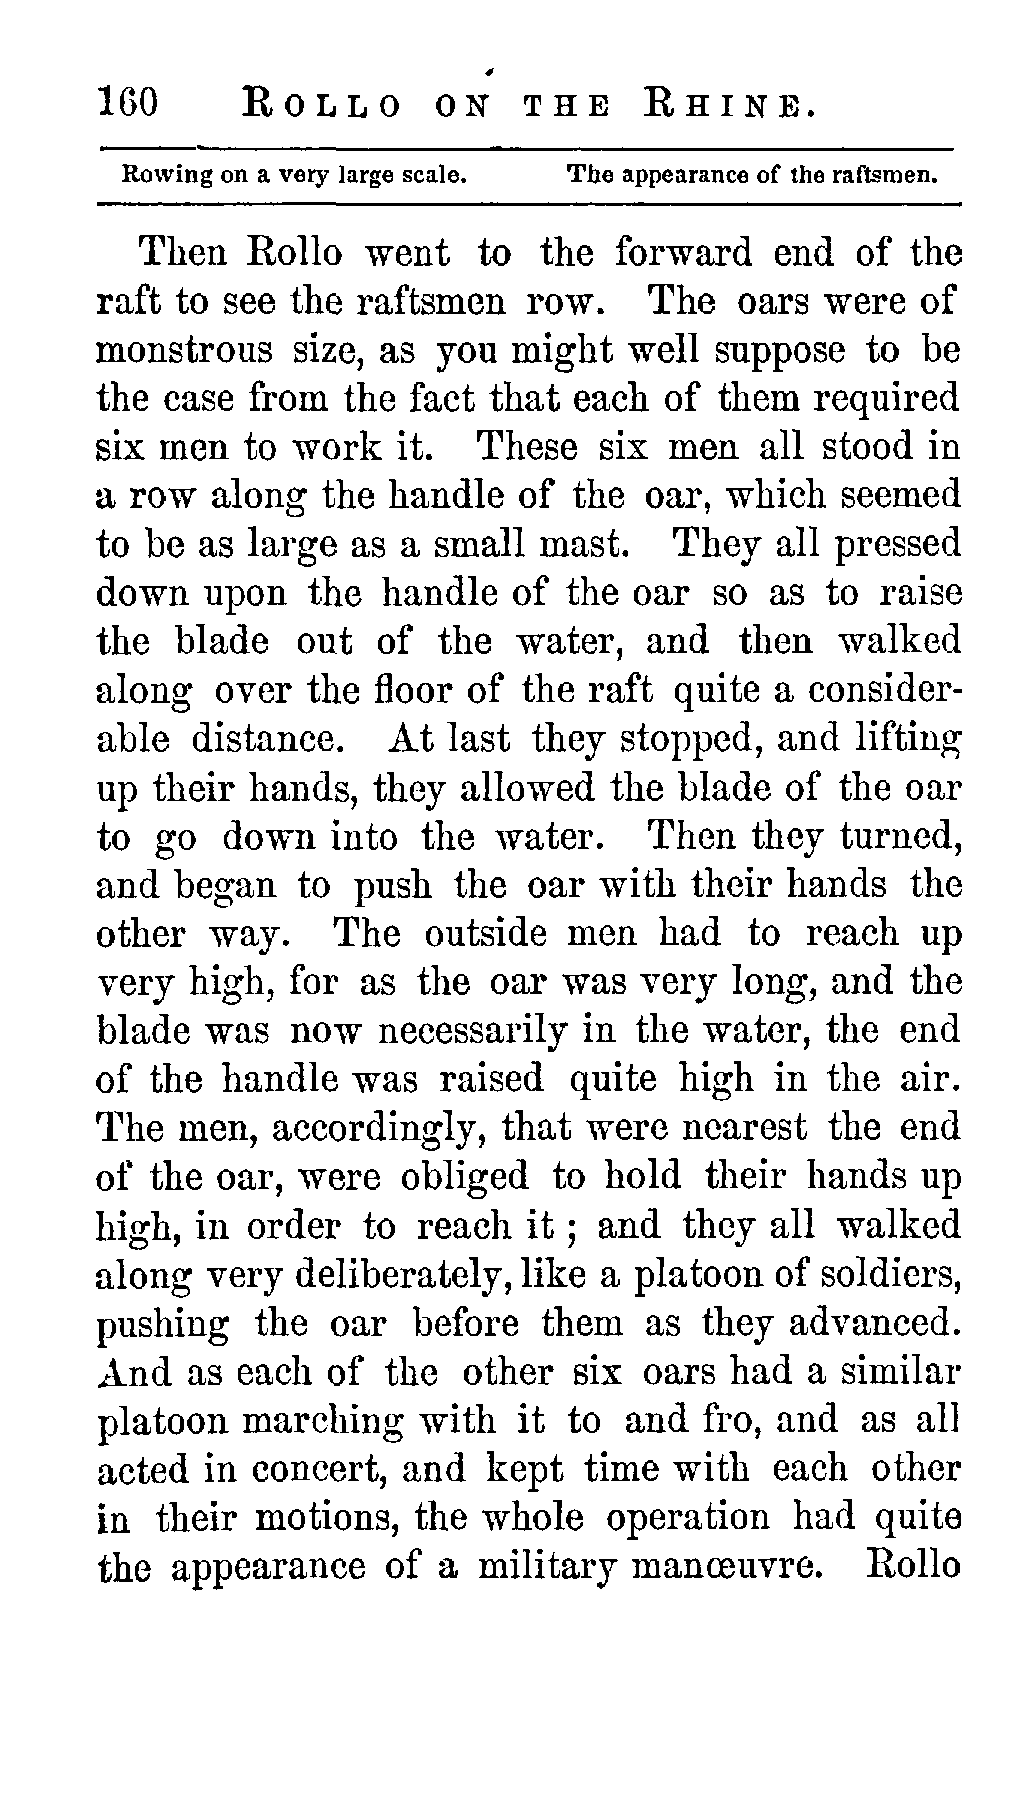 160 ROLLO ON THE RHINE.
Rowing on a very large scale. The appearance of the raftsmen.
Then Rollo went to the forward end of the
raft to see the raftsmen row. The oars were of
monstrous size, as you might well suppose to be
the case from the fact that each of them required
six men to work it. These six men all stood in
a row along the handle of the oar, which seemed
to be as large as a small mast. They all pressed
down upon the handle of the oar so as to raise
the blade out of the water, and then walked
along over the floor of the raft quite a consider-
able distance. At last they stopped, and lifting
up their hands, they allowed the blade of the oar
to go down into the water. Then they turned,
and began to push the oar with their hands the
other way. The outside men had to reach up
very high, for as the oar was very long, and the
blade was now necessarily in the water, the end
of the handle was raised quite high in the air.
The men, accordingly, that were nearest the end
of the oar, were obliged to hold their hands up
high, in order to reach it ; and they all walked
along very deliberately, like a platoon of soldiers,
pushing the oar before them as they advanced.
And as each of the other six oars had a similar
platoon marching with it to and fro, and as all
acted in concert, and kept time with each other
in their motions, the whole operation had quite
the appearance of a military manœuvre. Rollo